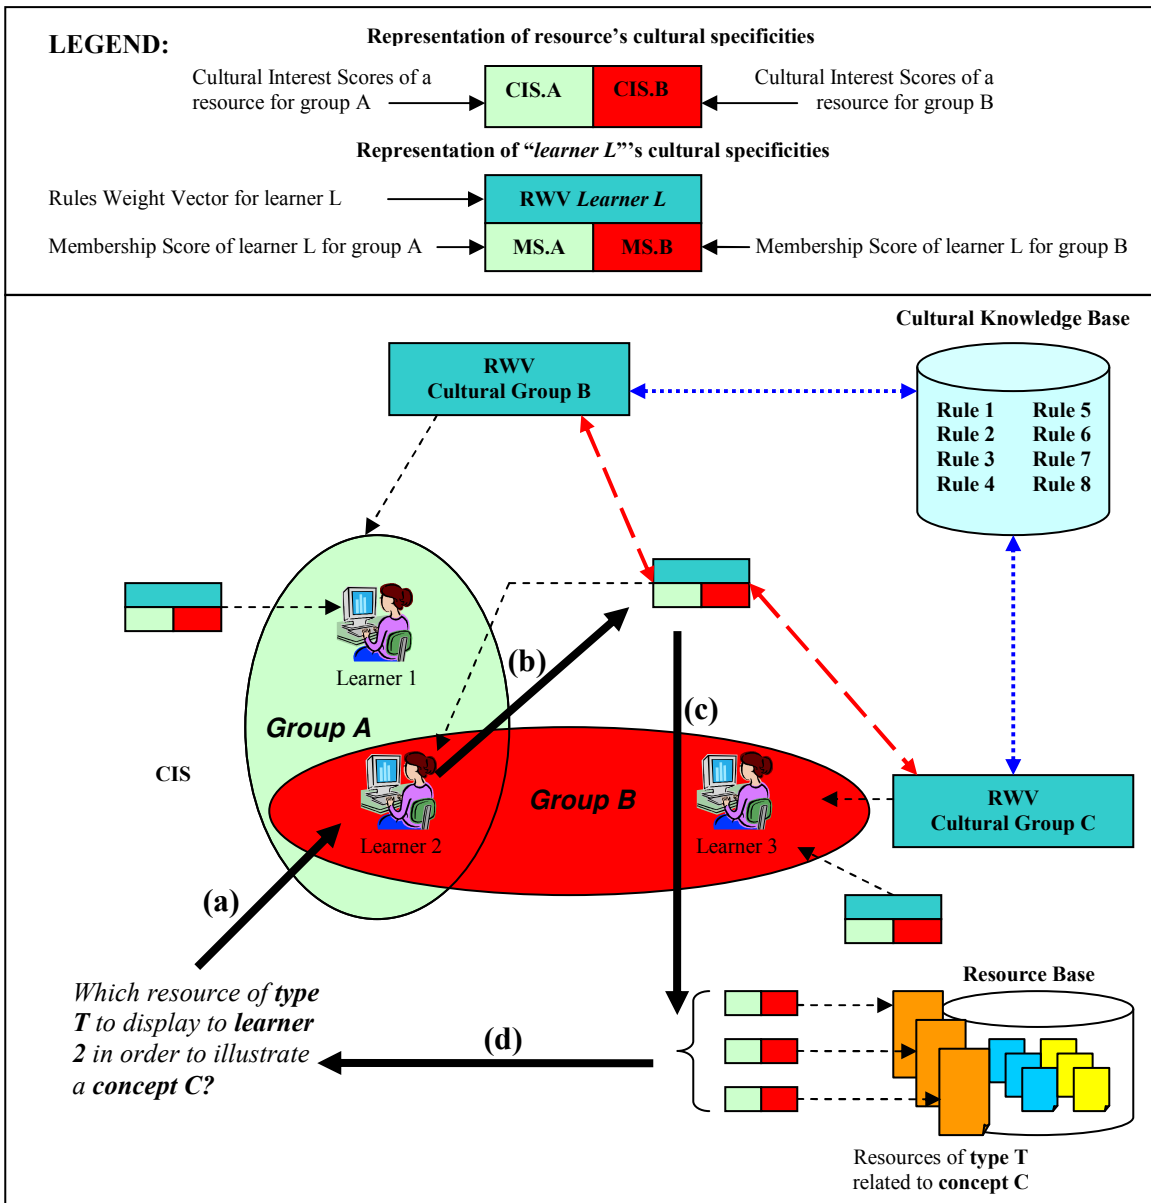 LEGEND:
Representation of resource's cultural specificities
Cultural Interest Scores of a
resource for group A
CIS.A
CIS.B
Cultural Interest Scores of a
resource for group B
Representation of “learner L”’s cultural specificities
Rules Weight Vector for learner L
RWV Learner L
Membership Score of learner L for group A
MS.A
MS.B
Membership Score of learner L for group B
Cultural Knowledge Base
RWV
Cultural Group B
Rule 1 Rule 5
Rule 2 Rule 6
Rule 3 Rule 7
Rule 4 Rule 8
Learner 1
(b)
(c)
Group A
CIS
Group B
RWV
Cultural Group C
Learner 2
Learner 3
(a)
Which resource of type
T to display to learner
2 in order to illustrate
a concept C?
(d)
Resource Base
Resources of type T
related to concept C